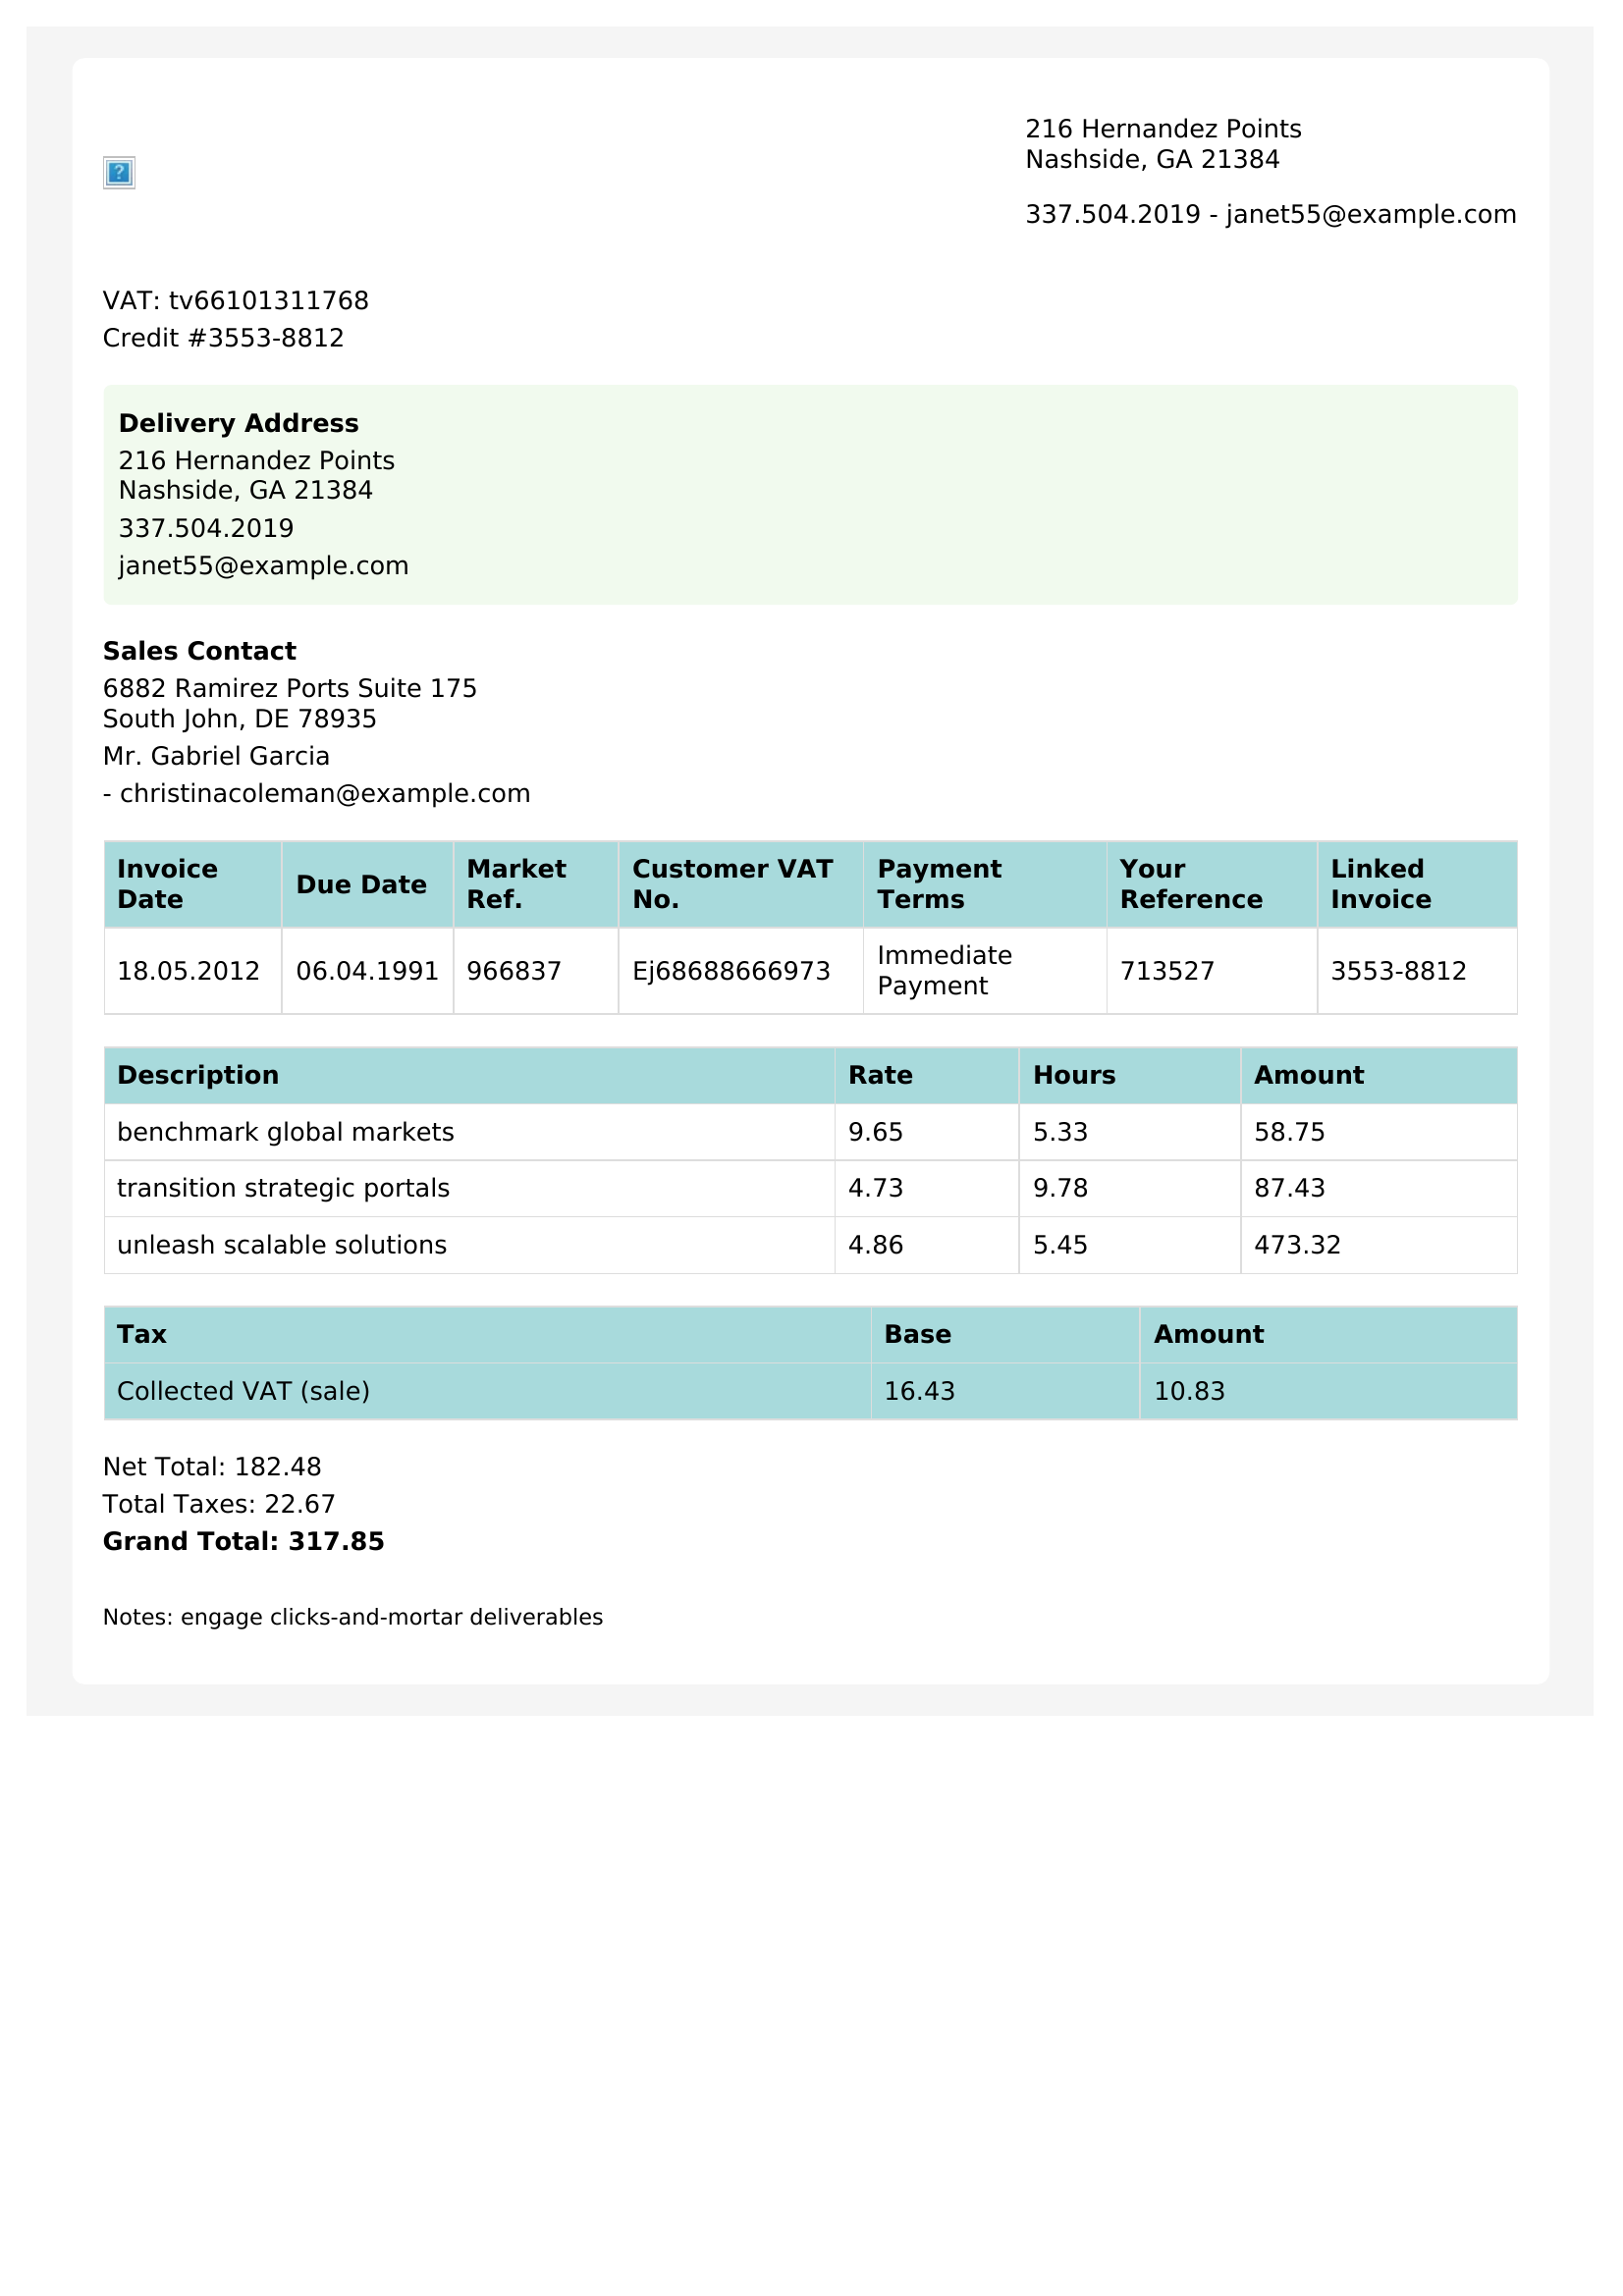 216 Hernandez Points
Nashside, GA 21384
337.504.2019 - janet55@example.com
VAT: tv66101311768
Credit #3553-8812
Delivery Address
216 Hernandez Points
Nashside, GA 21384
337.504.2019
janet55@example.com
Sales Contact
6882 Ramirez Ports Suite 175
South John, DE 78935
Mr. Gabriel Garcia
- christinacoleman@example.com
Invoice Date Due Date Market Ref. Customer VAT No. Payment Terms Your Reference Linked Invoice
18.05.2012 06.04.1991 966837 Ej68688666973 Immediate Payment 713527 3553-8812
Description Rate Hours Amount
benchmark global markets 9.65 5.33 58.75
transition strategic portals 4.73 9.78 87.43
unleash scalable solutions 4.86 5.45 473.32
Tax Base Amount
Collected VAT (sale) 16.43 10.83
Net Total: 182.48
Total Taxes: 22.67
Grand Total: 317.85
Notes: engage clicks-and-mortar deliverables